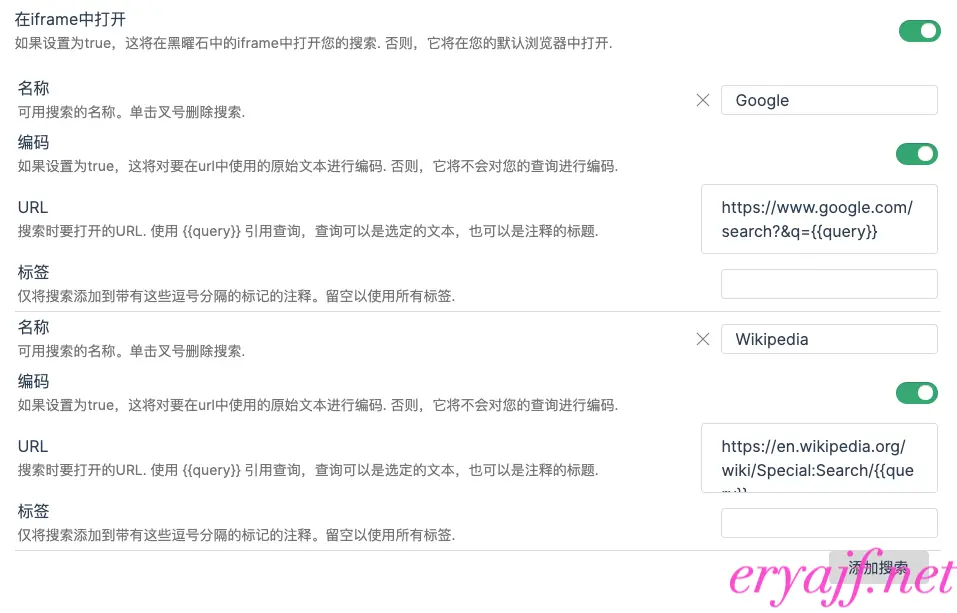 在iframe中打开
如果设置为true，这将在黑曜石中的iframe中打开您的搜索. 否则，它将在您的默认浏览器中打开.
名称
可用搜索的名称。单击叉号删除搜索.
Google
编码
如果设置为true，这将对要在url中使用的原始文本进行编码. 否则，它将不会对您的查询进行编码.
URL
搜索时要打开的URL. 使用 {{query}} 引用查询，查询可以是选定的文本，也可以是注释的标题.
https://www.google.com/
search?&q={{query}}
标签
仅将搜索添加到带有这些逗号分隔的标记的注释。留空以使用所有标签.
名称
可用搜索的名称。单击叉号删除搜索.
Wikipedia
编码
如果设置为true，这将对要在url中使用的原始文本进行编码. 否则，它将不会对您的查询进行编码.
URL
搜索时要打开的URL. 使用 {{query}} 引用查询，查询可以是选定的文本，也可以是注释的标题.
https://en.wikipedia.org/
wiki/Special:Search/{{que
ry}}
标签
仅将搜索添加到带有这些逗号分隔的标记的注释。留空以使用所有标签.
添加搜索
eryajf.net